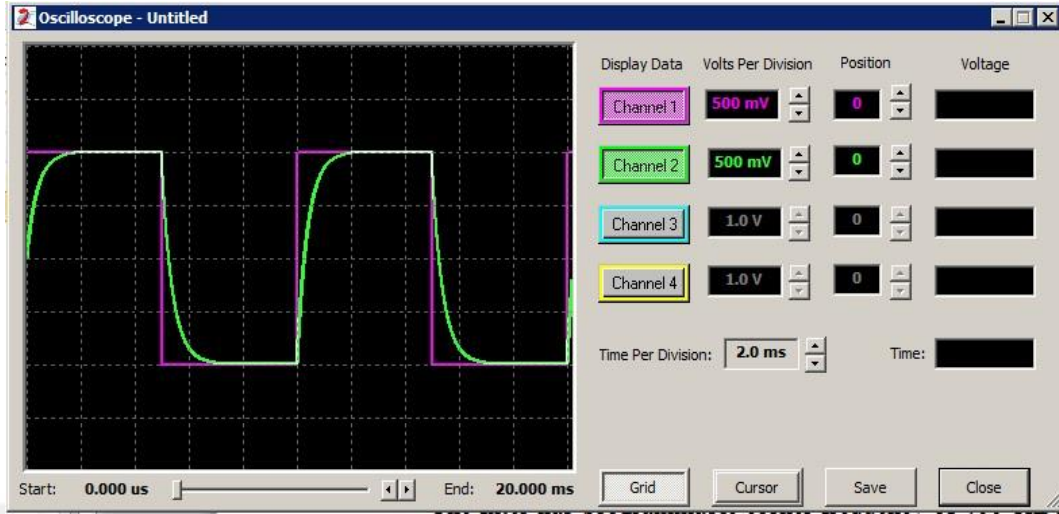 Oscilloscope - Untitled
Display Data Volts Per Division Position Voltage
Channel 1 500 mV 0
Channel 2 500 mV 0
Channel 3 1.0 V 0
Channel 4 1.0 V 0
Time Per Division: 2.0 ms Time:
Start: 0.000 us End: 20.000 ms Grid Cursor Save Close